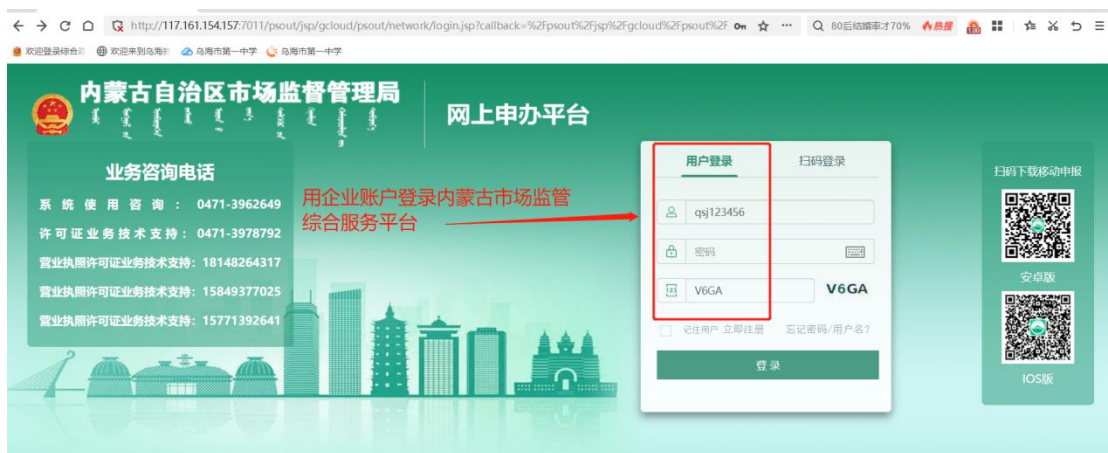 http://117.161.154.157:7011/psout/jsp/gcloud/psout/network/login.jsp?callback=%2Fpsout%2Fjsp%2Fgcloud%2Fpsout%2F
80后结婚率才70%
热搜
欢迎登录综合
欢迎来到乌海
乌海市第一中学
乌海市第一中学
内蒙古自治区市场监督管理局
网上申办平台
业务咨询电话
系统使用咨询: 0471-3962649
许可证业务技术支持: 0471-3978792
营业执照许可证业务技术支持: 18148264317
营业执照许可证业务技术支持: 15849377025
营业执照许可证业务技术支持: 15771392641
用企业账户登录内蒙古市场监管
综合服务平台
用户登录
扫码登录
qsj123456
密码
123 V6GA
V6GA
记住用户 立即注册 忘记密码/用户名?
登录
扫码下载移动申报
安卓版
IOS版